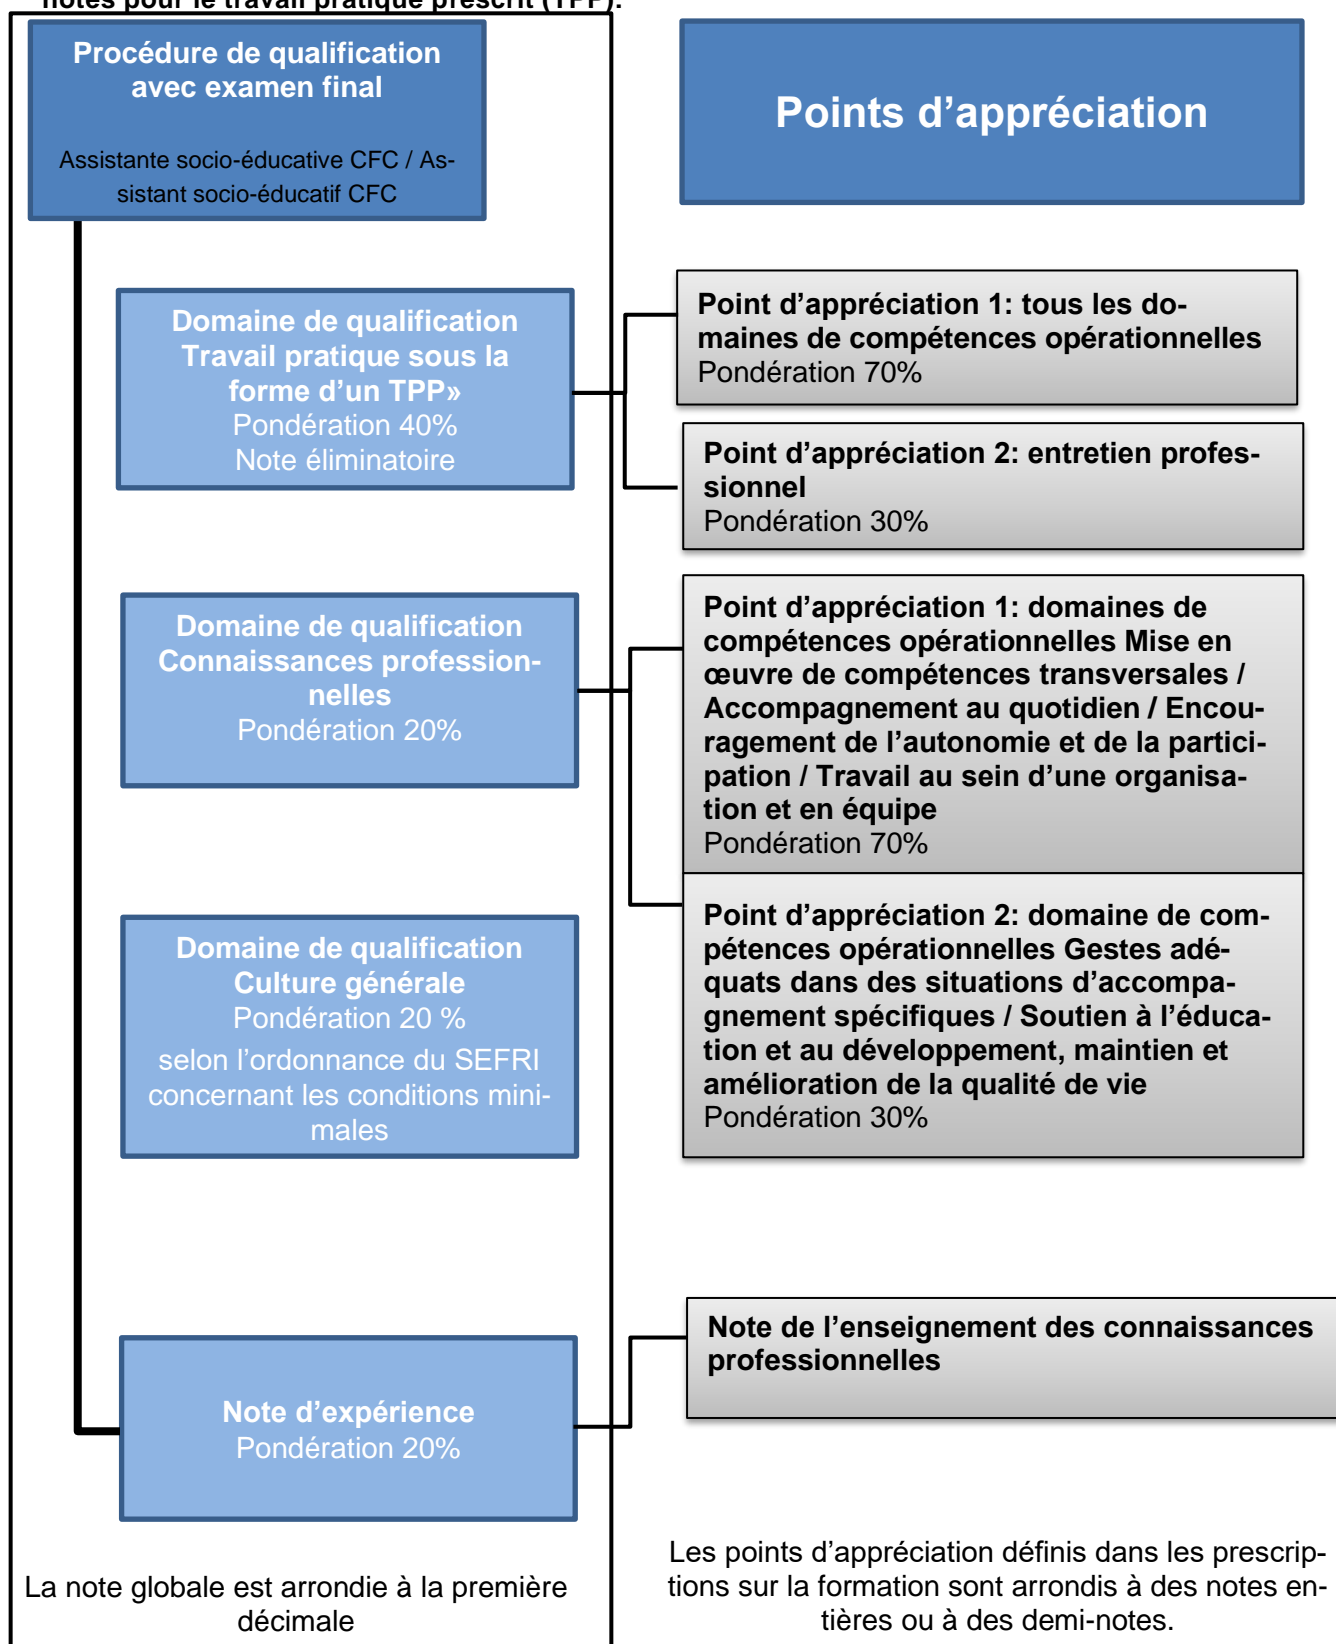 notes pour le travail pratique prescrit (TPP).
Procédure de qualification
avec examen final
Assistante socio-éducative CFC / As-
sistant socio-éducatif CFC
Points d’appréciation
Domaine de qualification
Travail pratique sous la
forme d’un TPP»
Pondération 40%
Note éliminatoire
Point d’appréciation 1: tous les do-
maines de compétences opérationnelles
Pondération 70%
Point d’appréciation 2: entretien profes-
sionnel
Pondération 30%
Domaine de qualification
Connaissances profession-
nelles
Pondération 20%
Point d’appréciation 1: domaines de
compétences opérationnelles Mise en
œuvre de compétences transversales /
Accompagnement au quotidien / Encou-
ragement de l’autonomie et de la partici-
pation / Travail au sein d’une organisa-
tion et en équipe
Pondération 70%
Point d’appréciation 2: domaine de com-
pétences opérationnelles Gestes adé-
quats dans des situations d’accompa-
gnement spécifiques / Soutien à l’éduca-
tion et au développement, maintien et
amélioration de la qualité de vie
Pondération 30%
Domaine de qualification
Culture générale
Pondération 20 %
selon l’ordonnance du SEFRI
concernant les conditions mini-
males
Note de l’enseignement des connaissances
professionnelles
Note d’expérience
Pondération 20%
La note globale est arrondie à la première
décimale
Les points d’appréciation définis dans les prescrip-
tions sur la formation sont arrondis à des notes en-
tières ou à des demi-notes.